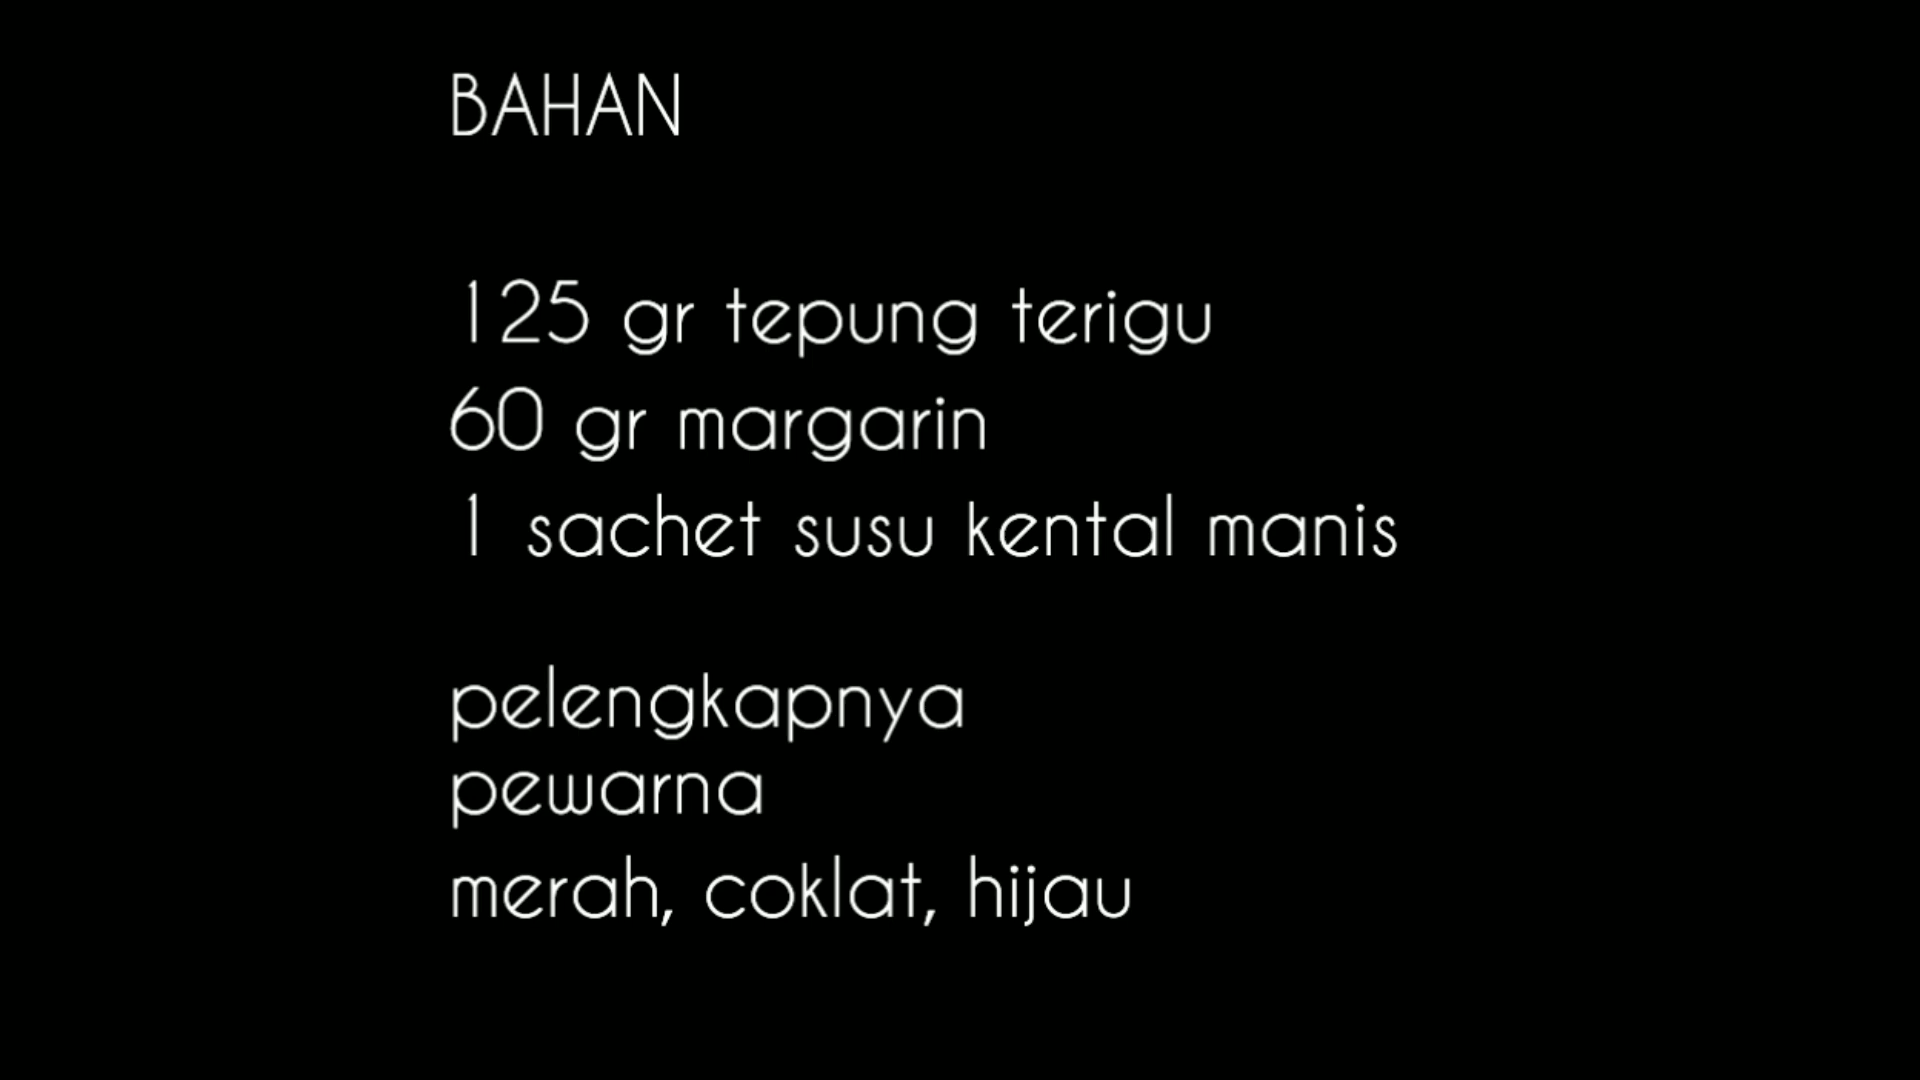 BAHAN
125 gr tepung terigu
60 gr margarin
1 sachet susu kental manis
pelengkapnya
pewarna
merah, coklat, hijau